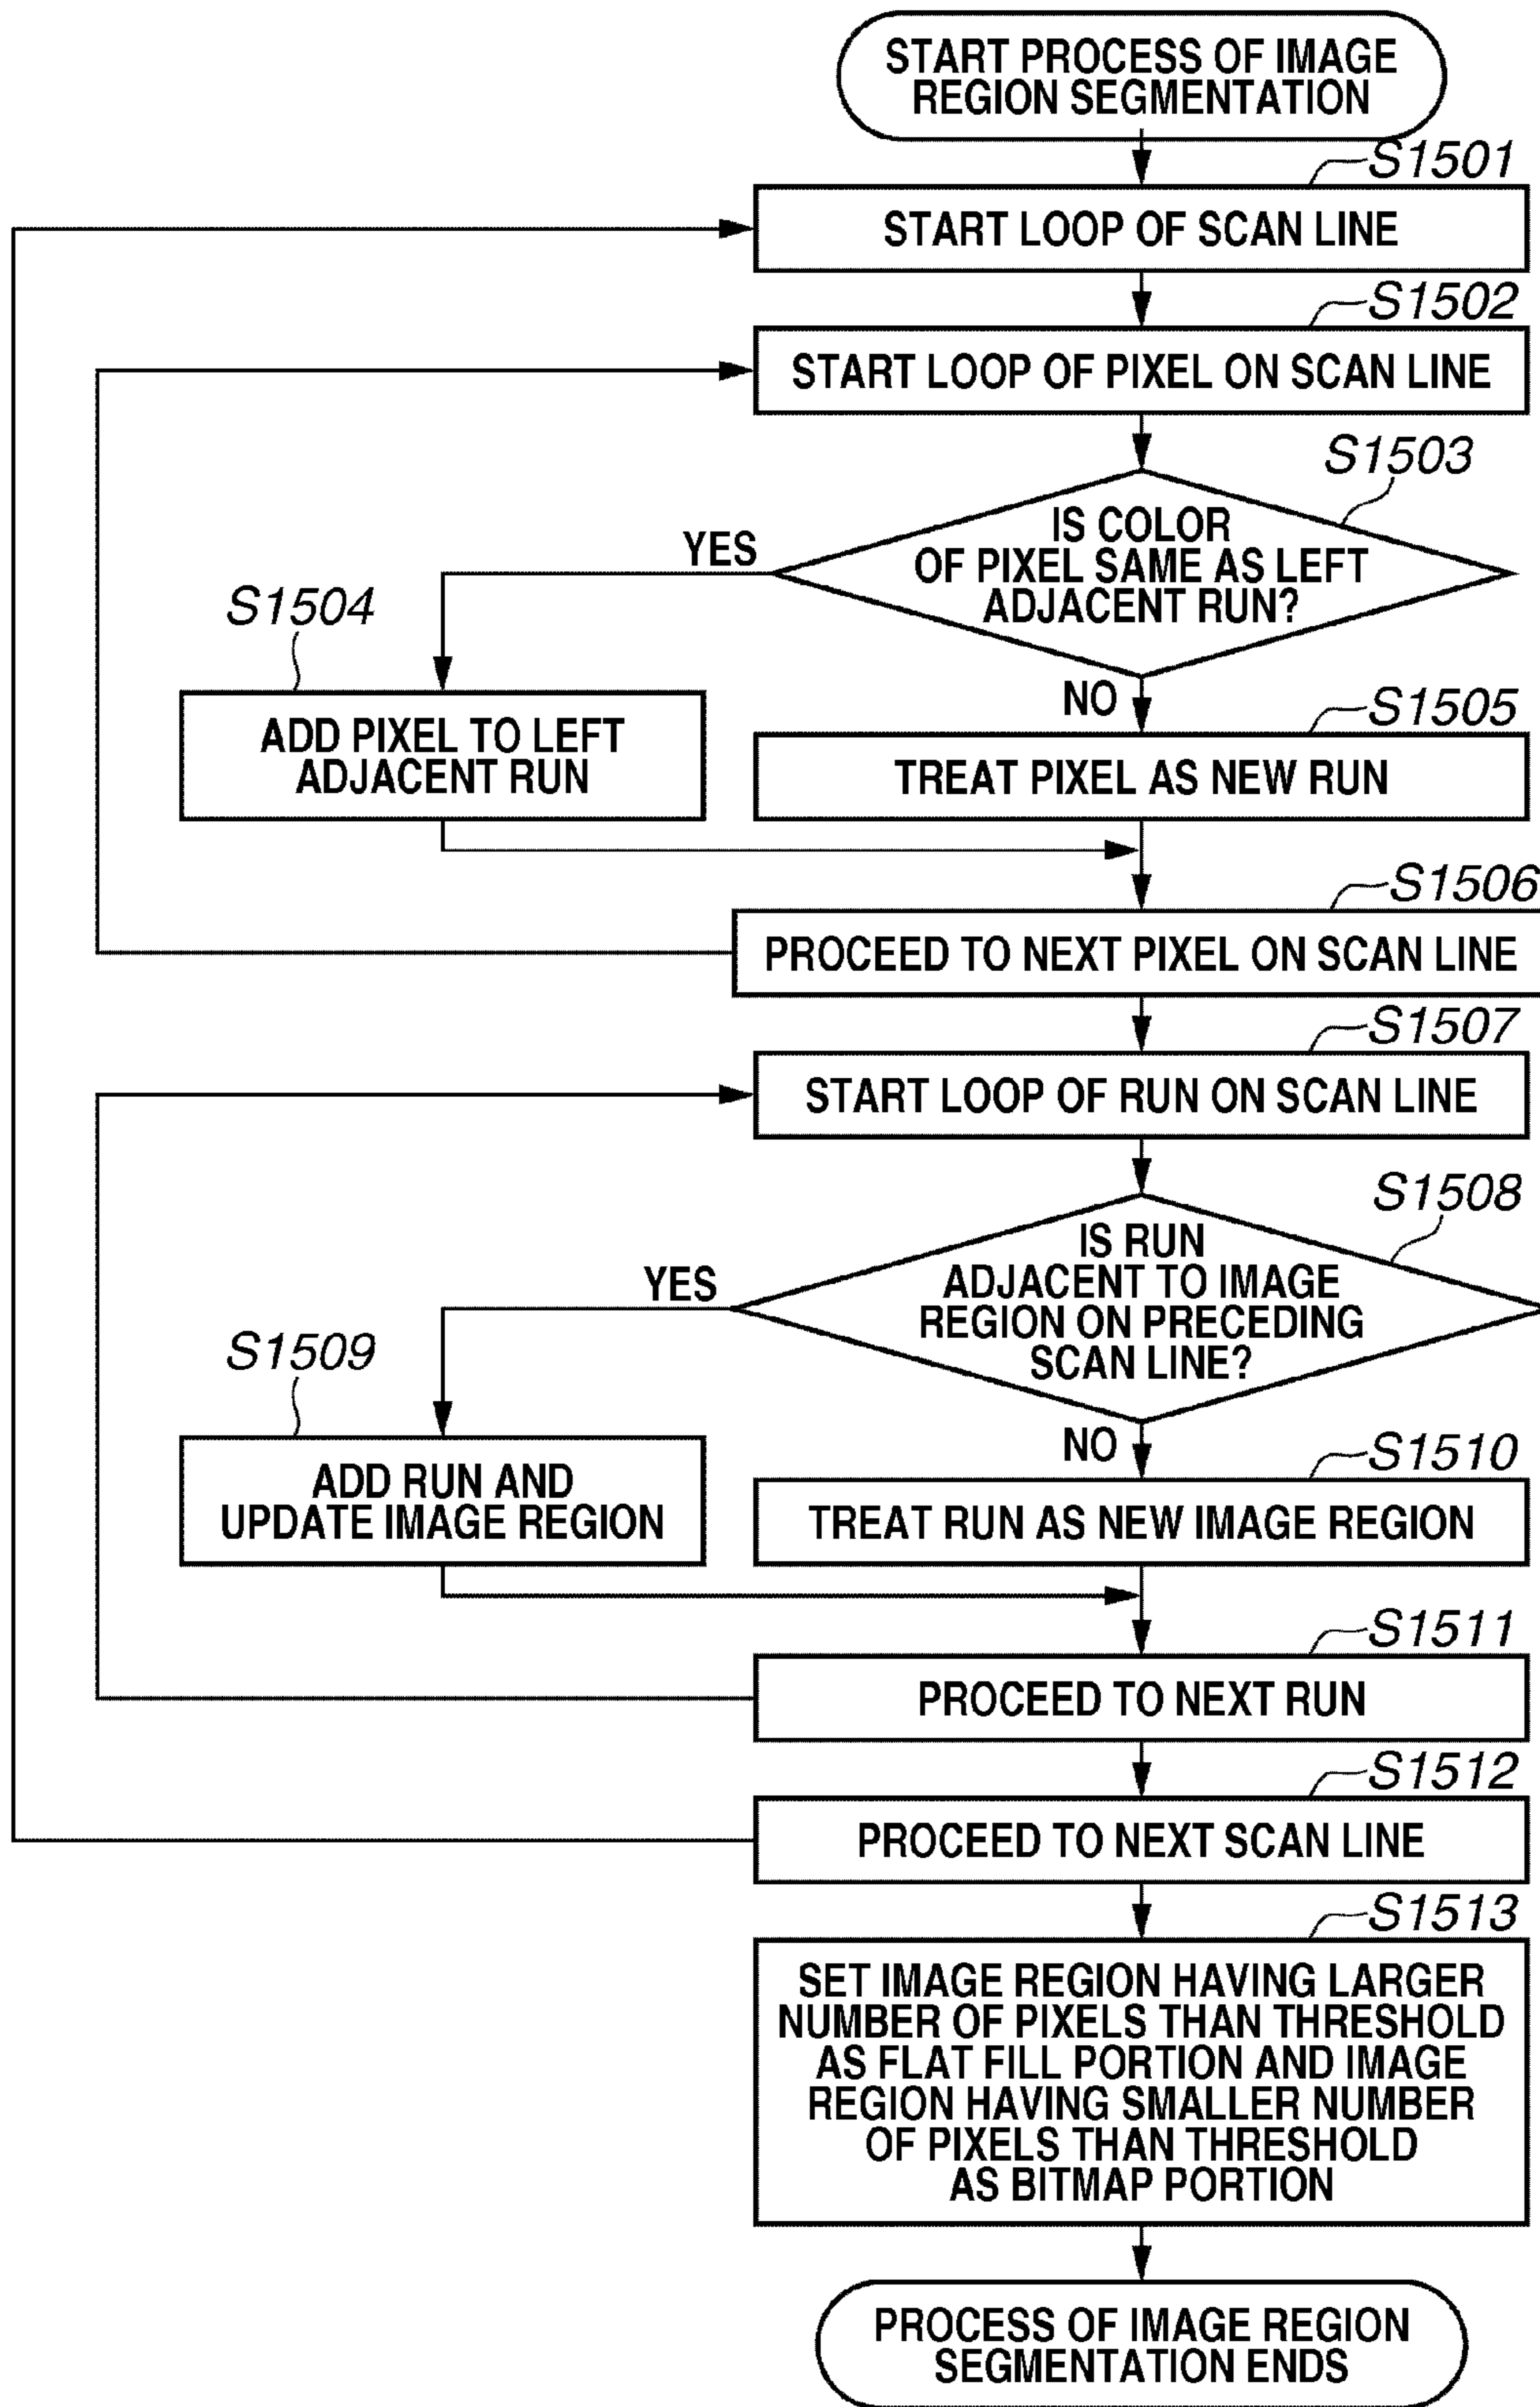 START PROCESS OF IMAGE
REGION SEGMENTATION
S1501
START LOOP OF SCAN LINE
S1502
START LOOP OF PIXEL ON SCAN LINE
S1503
IS COLOR
OF PIXEL SAME AS LEFT
ADJACENT RUN?
YES
S1504
ADD PIXEL TO LEFT
ADJACENT RUN
NO
S1505
TREAT PIXEL AS NEW RUN
S1506
PROCEED TO NEXT PIXEL ON SCAN LINE
S1507
START LOOP OF RUN ON SCAN LINE
S1508
IS RUN
ADJACENT TO IMAGE
REGION ON PRECEDING
SCAN LINE?
YES
S1509
ADD RUN AND
UPDATE IMAGE REGION
NO
S1510
TREAT RUN AS NEW IMAGE REGION
S1511
PROCEED TO NEXT RUN
S1512
PROCEED TO NEXT SCAN LINE
S1513
SET IMAGE REGION HAVING LARGER
NUMBER OF PIXELS THAN THRESHOLD
AS FLAT FILL PORTION AND IMAGE
REGION HAVING SMALLER NUMBER
OF PIXELS THAN THRESHOLD
AS BITMAP PORTION
PROCESS OF IMAGE REGION
SEGMENTATION ENDS